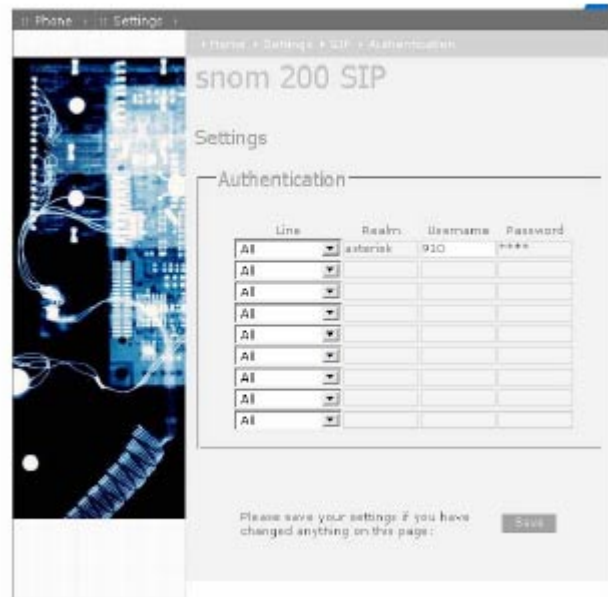 :: Phone :: Settings
Home Settings SIP Authentication
snom 200 SIP
Settings
Authentication
Line Realm Username Password
All asterisk 910 ****
All
All
All
All
All
All
All
All
Please save your settings if you have
changed anything on this page:
Save